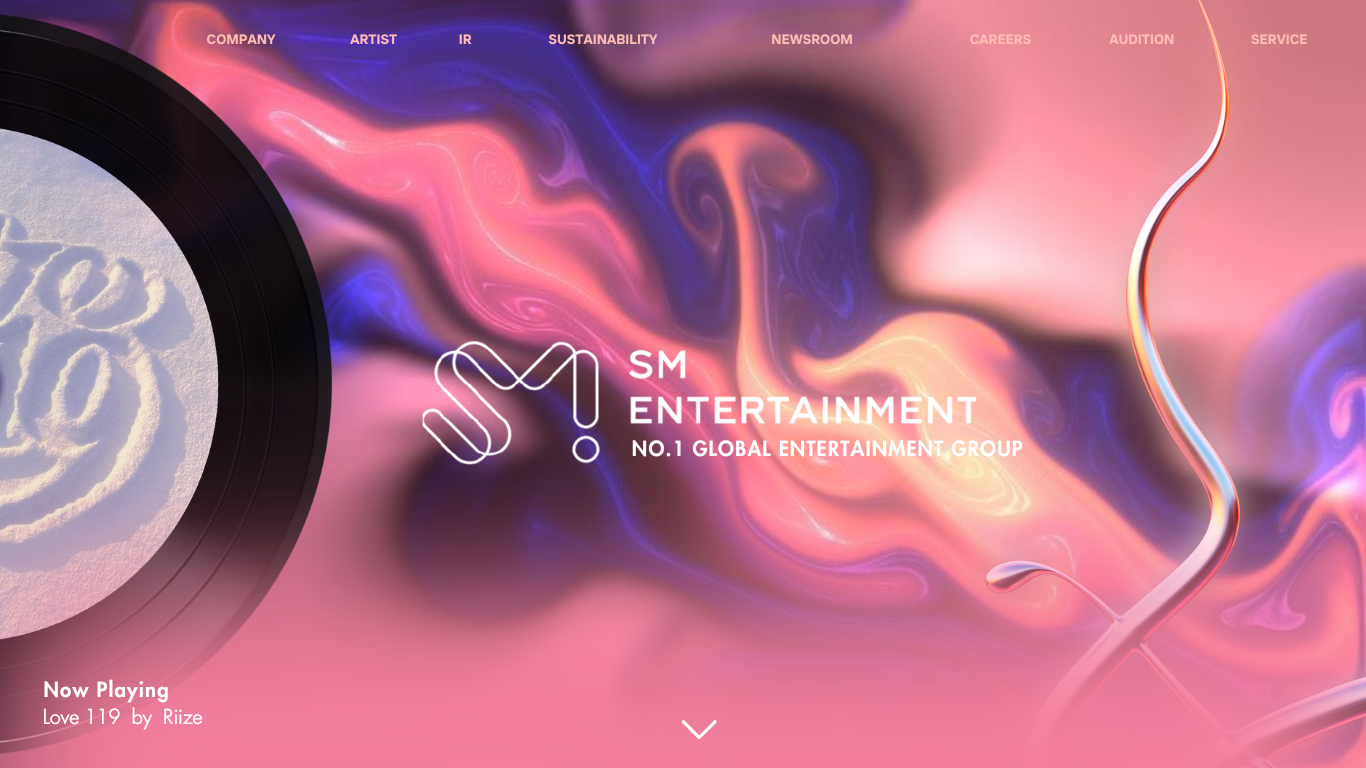 COMPANY ARTIST IR SUSTAINABILITY NEWSROOM CAREERS AUDITION SERVICE
SM
SM
ENTERTAINMENT
NO.1 GLOBAL ENTERTAINMENT GROUP
Now Playing
Love 119 by Riize